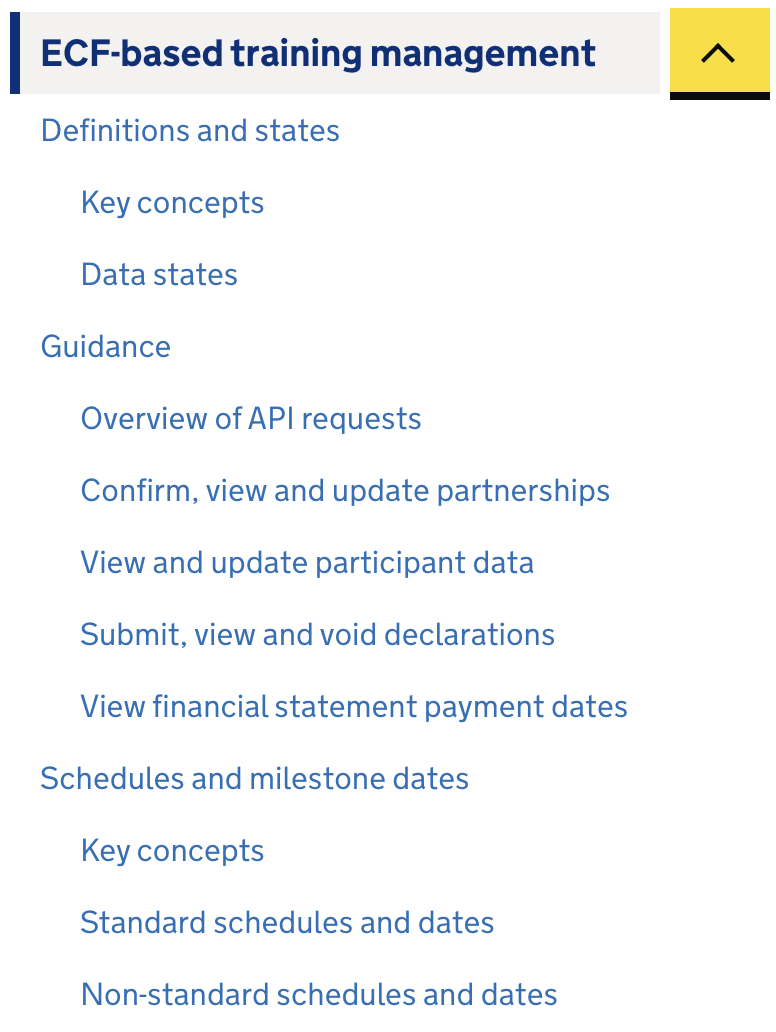 ECF-based training management
Definitions and states
Key concepts
Data states
Guidance
Overview of API requests
Confirm, view and update partnerships
View and update participant data
Submit, view and void declarations
View financial statement payment dates
Schedules and milestone dates
Key concepts
Standard schedules and dates
Non-standard schedules and dates